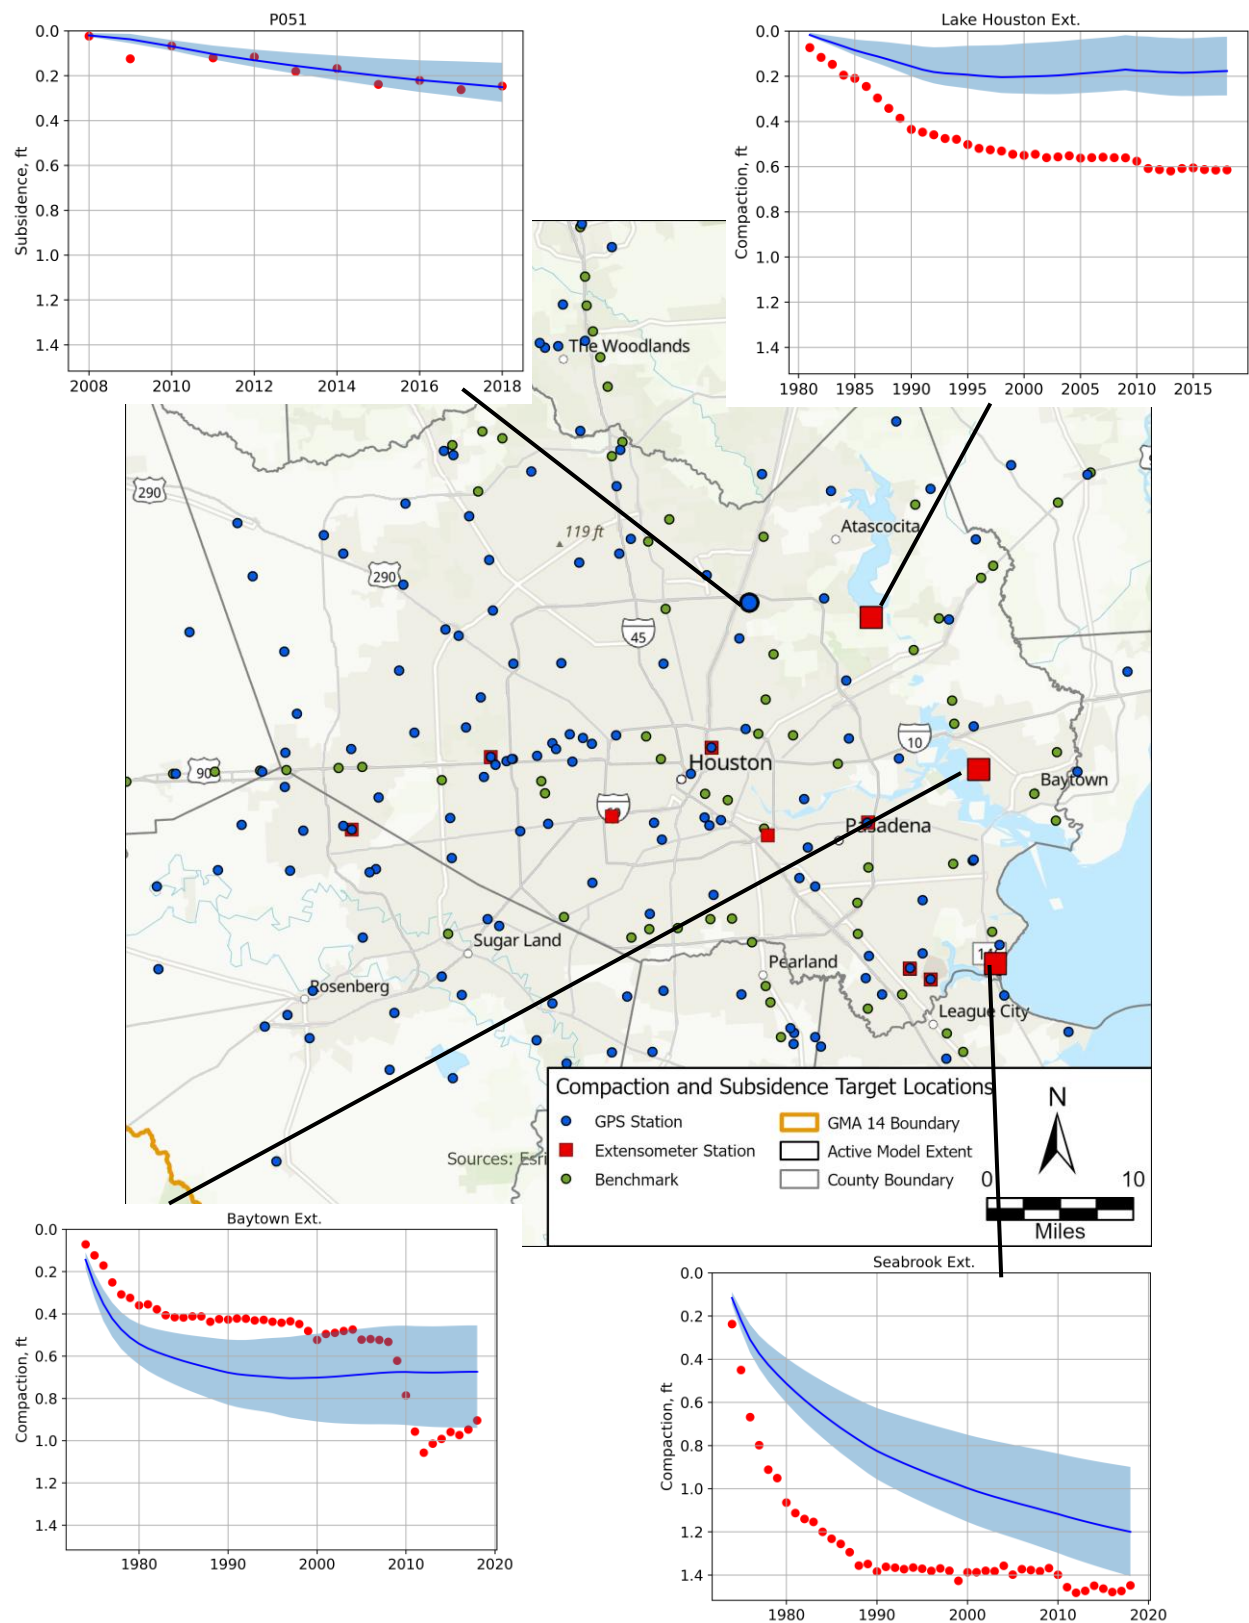 P051
0.0
0.2
0.4
0.6
0.8
1.0
1.2
1.4
Subsidence, ft
2008 2010 2012 2014 2016 2018
Lake Houston Ext.
0.0
0.2
0.4
0.6
0.8
1.0
1.2
1.4
Compaction, ft
1980 1985 1990 1995 2000 2005 2010 2015
The Woodlands
290
119 ft
Atascocita
290
45
10
90
Houston
Baytown
Pasadena
Sugar Land
Pearland
Rosenberg
League City
Sources: Esri
Compaction and Subsidence Target Locations
GPS Station
Extensometer Station
Benchmark
GMA 14 Boundary
Active Model Extent
County Boundary
N
0 10
Miles
Baytown Ext.
0.0
0.2
0.4
0.6
0.8
1.0
1.2
1.4
Compaction, ft
1980 1990 2000 2010 2020
Seabrook Ext.
0.0
0.2
0.4
0.6
0.8
1.0
1.2
1.4
Compaction, ft
1980 1990 2000 2010 2020